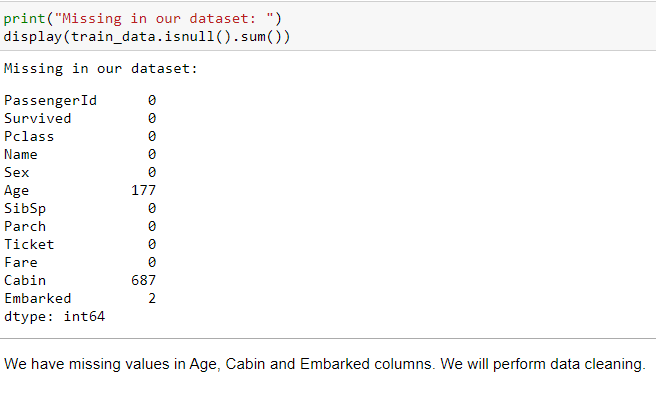 print("Missing in our dataset: ")
display(train_data.isnull().sum())
Missing in our dataset:
PassengerId 0
Survived 0
Pclass 0
Name 0
Sex 0
Age 177
SibSp 0
Parch 0
Ticket 0
Fare 0
Cabin 687
Embarked 2
dtype: int64
We have missing values in Age, Cabin and Embarked columns. We will perform data cleaning.